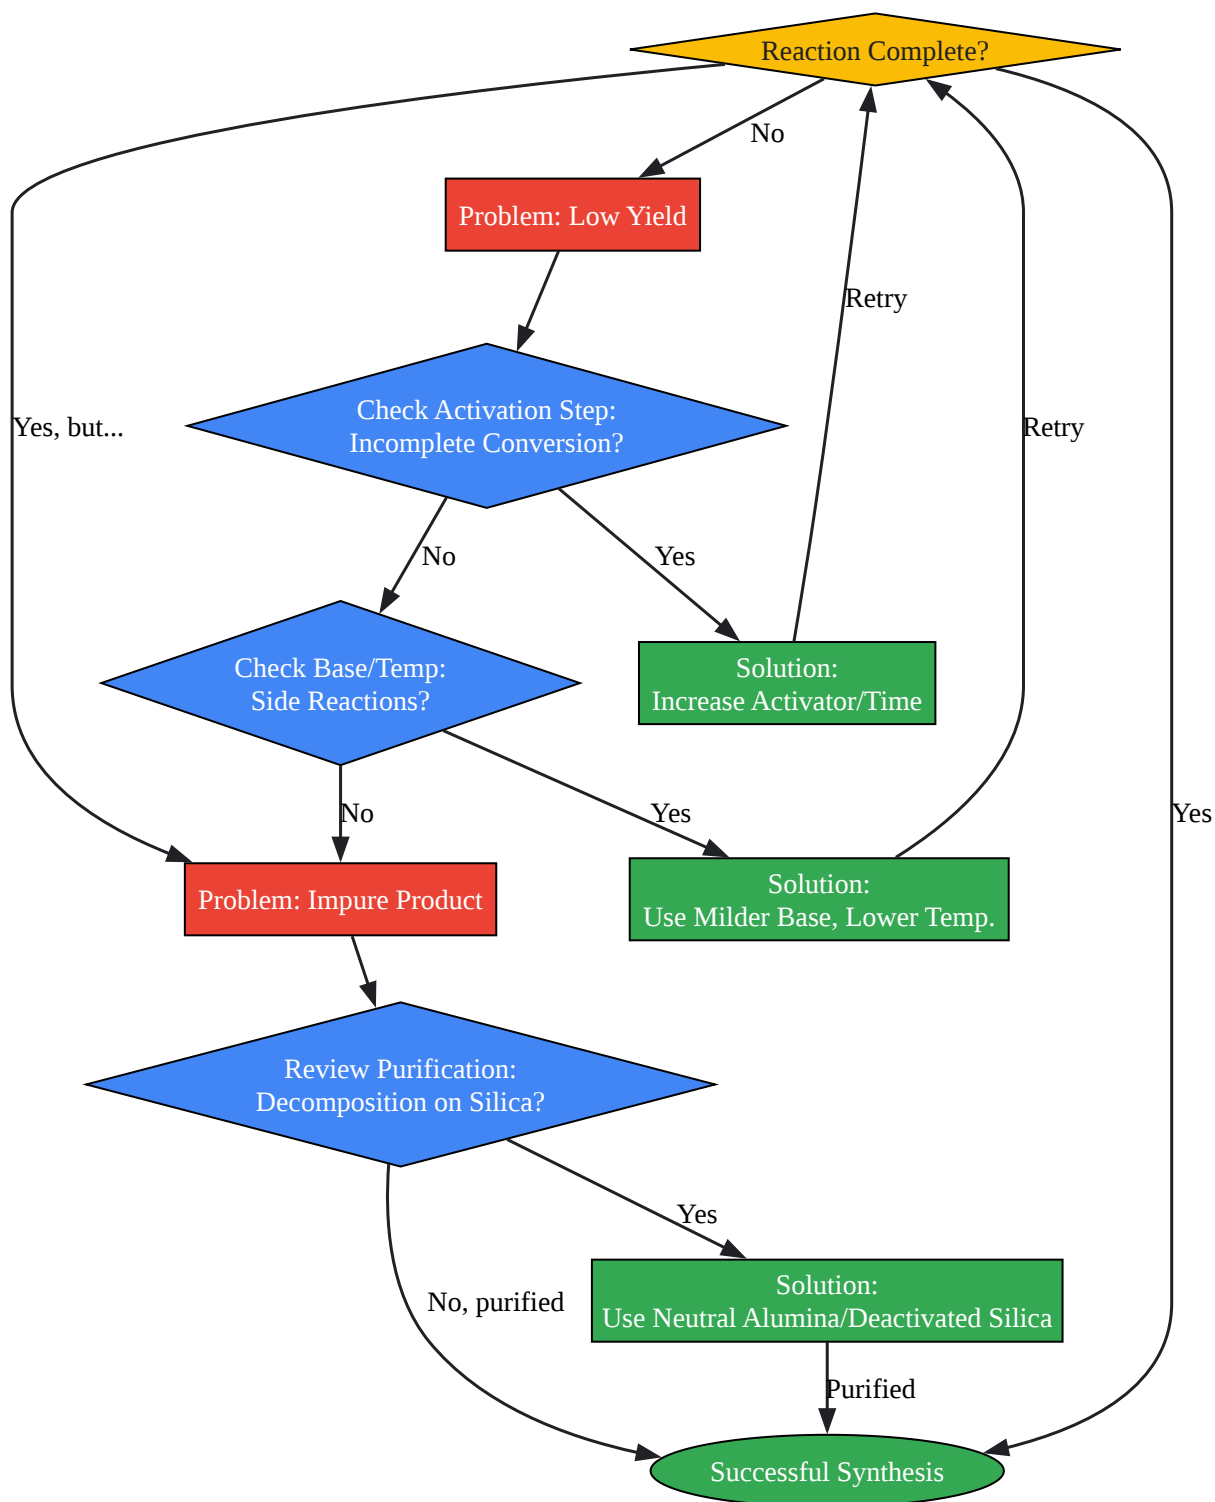 Reaction Complete?
No
Problem: Low Yield
Retry
Check Activation Step:
Incomplete Conversion?
Yes, but...
Retry
No
Yes
Check Base/Temp:
Side Reactions?
Solution:
Increase Activator/Time
No
Yes
Yes
Problem: Impure Product
Solution:
Use Milder Base, Lower Temp.
Review Purification:
Decomposition on Silica?
Yes
No, purified
Solution:
Use Neutral Alumina/Deactivated Silica
Purified
Successful Synthesis